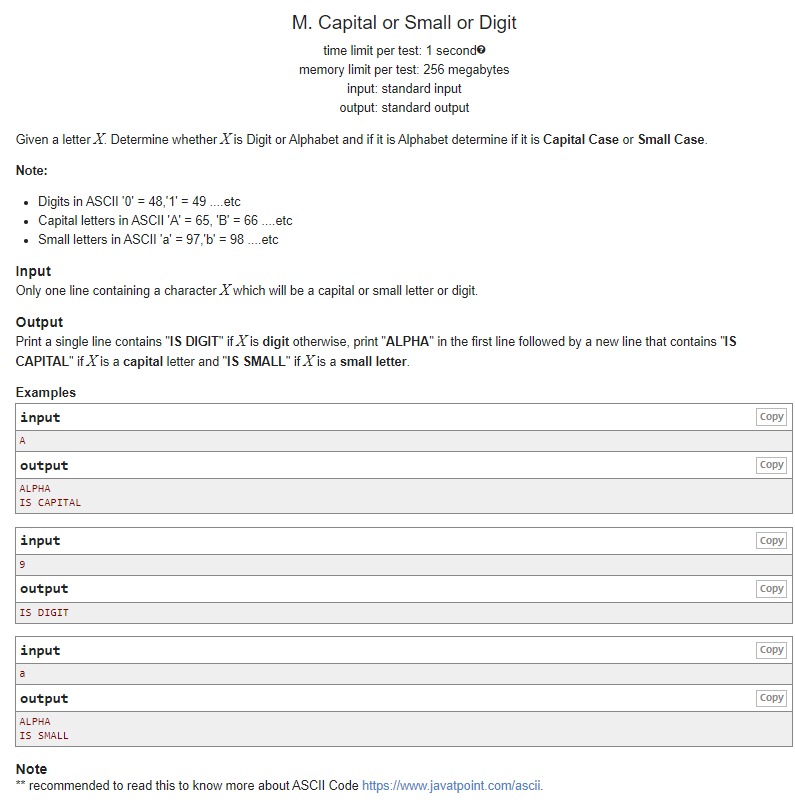 M. Capital or Small or Digit
time limit per test: 1 second?
memory limit per test: 256 megabytes
input: standard input
output: standard output
Given a letter X. Determine whether X is Digit or Alphabet and if it is Alphabet determine if it is Capital Case or Small Case.
Note:
• Digits in ASCII '0' = 48,'1' = 49 ....etc
• Capital letters in ASCII 'A' = 65, 'B' = 66 ....etc
• Small letters in ASCII 'a' = 97,'b' = 98 ....etc
Input
Only one line containing a character X which will be a capital or small letter or digit.
Output
Print a single line contains "IS DIGIT" if X is digit otherwise, print "ALPHA" in the first line followed by a new line that contains "IS
CAPITAL" if X is a capital letter and "IS SMALL" if X is a small letter.
Examples
input Copy
A
output Copy
ALPHA
IS CAPITAL
input Copy
9
output Copy
IS DIGIT
input Copy
a
output Copy
ALPHA
IS SMALL
Note
** recommended to read this to know more about ASCII Code https://www.javatpoint.com/ascii.